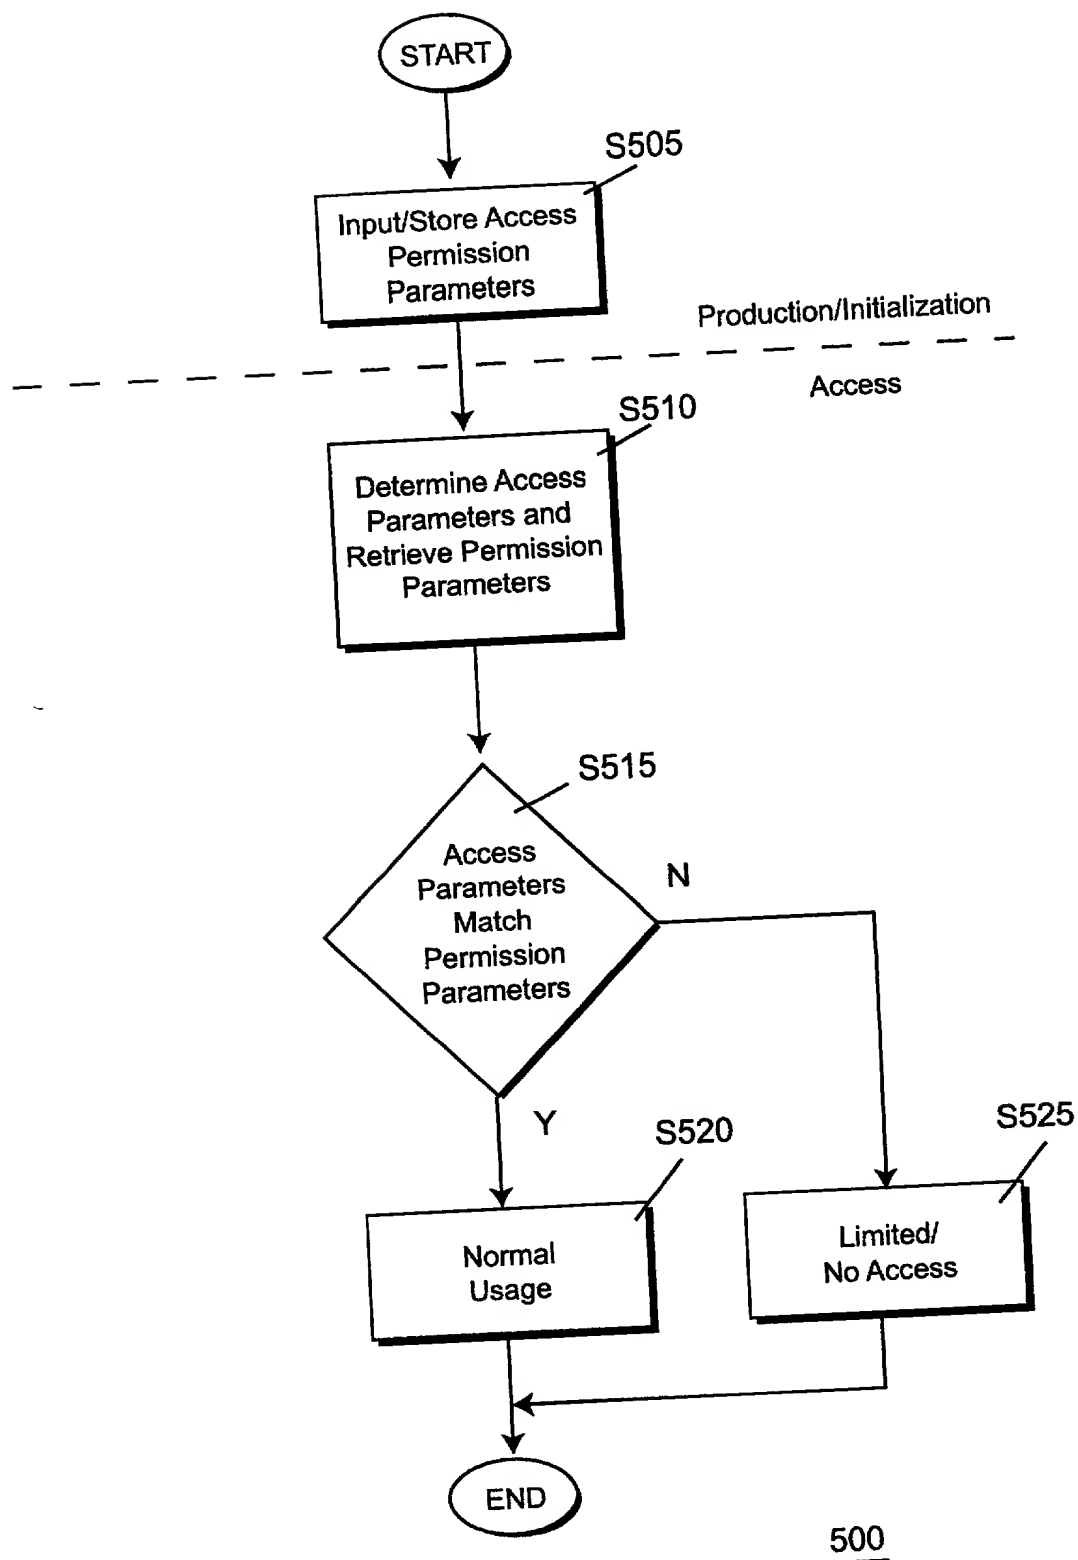 START
S505
Input/Store Access
Permission
Parameters
Production/Initialization
Access
S510
Determine Access
Parameters and
Retrieve Permission
Parameters
S515
Access
Parameters
Match
Permission
Parameters
N
Y
S520
S525
Normal
Usage
Limited/
No Access
END
500